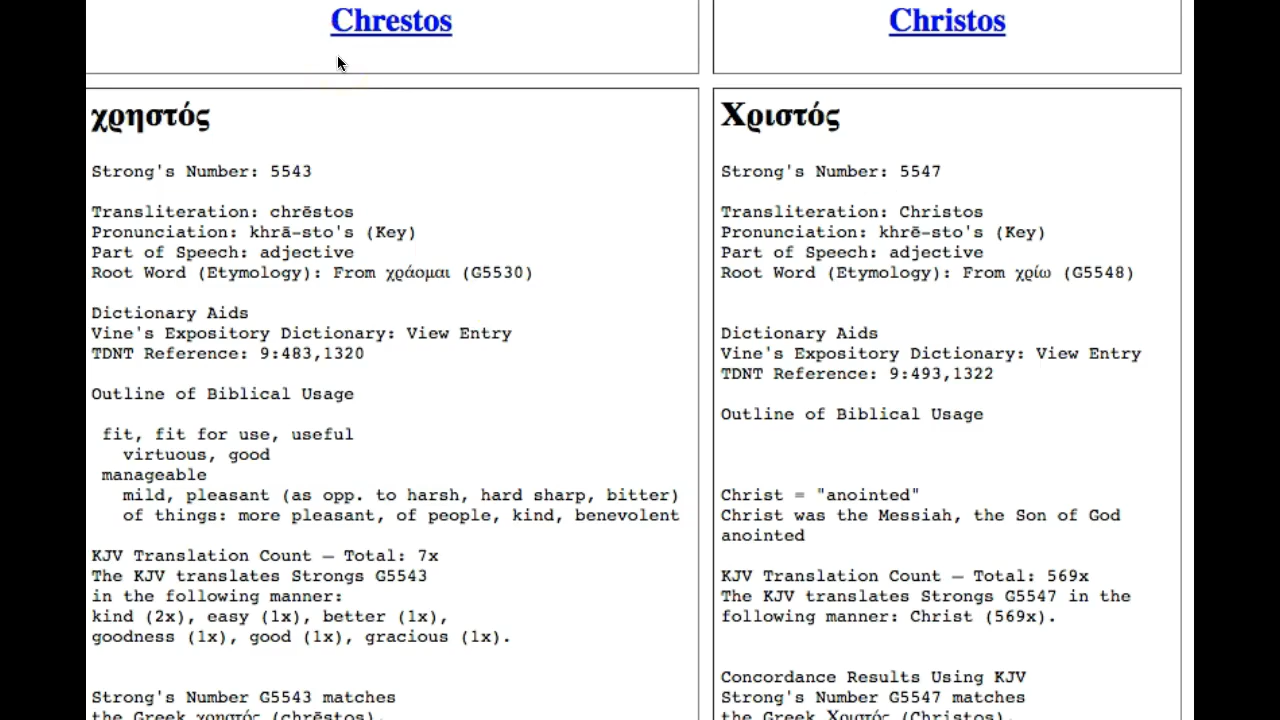 Chrestos
χρηστός
Strong's Number: 5543
Transliteration: chrēstos
Pronunciation: khrā-sto's (Key)
Part of Speech: adjective
Root Word (Etymology): From χράομαι (G5530)
Dictionary Aids
Vine's Expository Dictionary: View Entry
TDNT Reference: 9:483,1320
Outline of Biblical Usage
fit, fit for use, useful
virtuous, good
manageable
mild, pleasant (as opp. to harsh, hard sharp, bitter)
of things: more pleasant, of people, kind, benevolent
KJV Translation Count — Total: 7x
The KJV translates Strongs G5543
in the following manner:
kind (2x), easy (1x), better (1x),
goodness (1x), good (1x), gracious (1x).
Strong's Number G5543 matches
the Greek χρηστός (chrēstos).
Christos
Χριστός
Strong's Number: 5547
Transliteration: Christos
Pronunciation: khrē-sto's (Key)
Part of Speech: adjective
Root Word (Etymology): From χρίω (G5548)
Dictionary Aids
Vine's Expository Dictionary: View Entry
TDNT Reference: 9:493,1322
Outline of Biblical Usage
Christ = "anointed"
Christ was the Messiah, the Son of God
anointed
KJV Translation Count — Total: 569x
The KJV translates Strongs G5547 in the
following manner: Christ (569x).
Concordance Results Using KJV
Strong's Number G5547 matches
the Greek Χριστός (Christos).